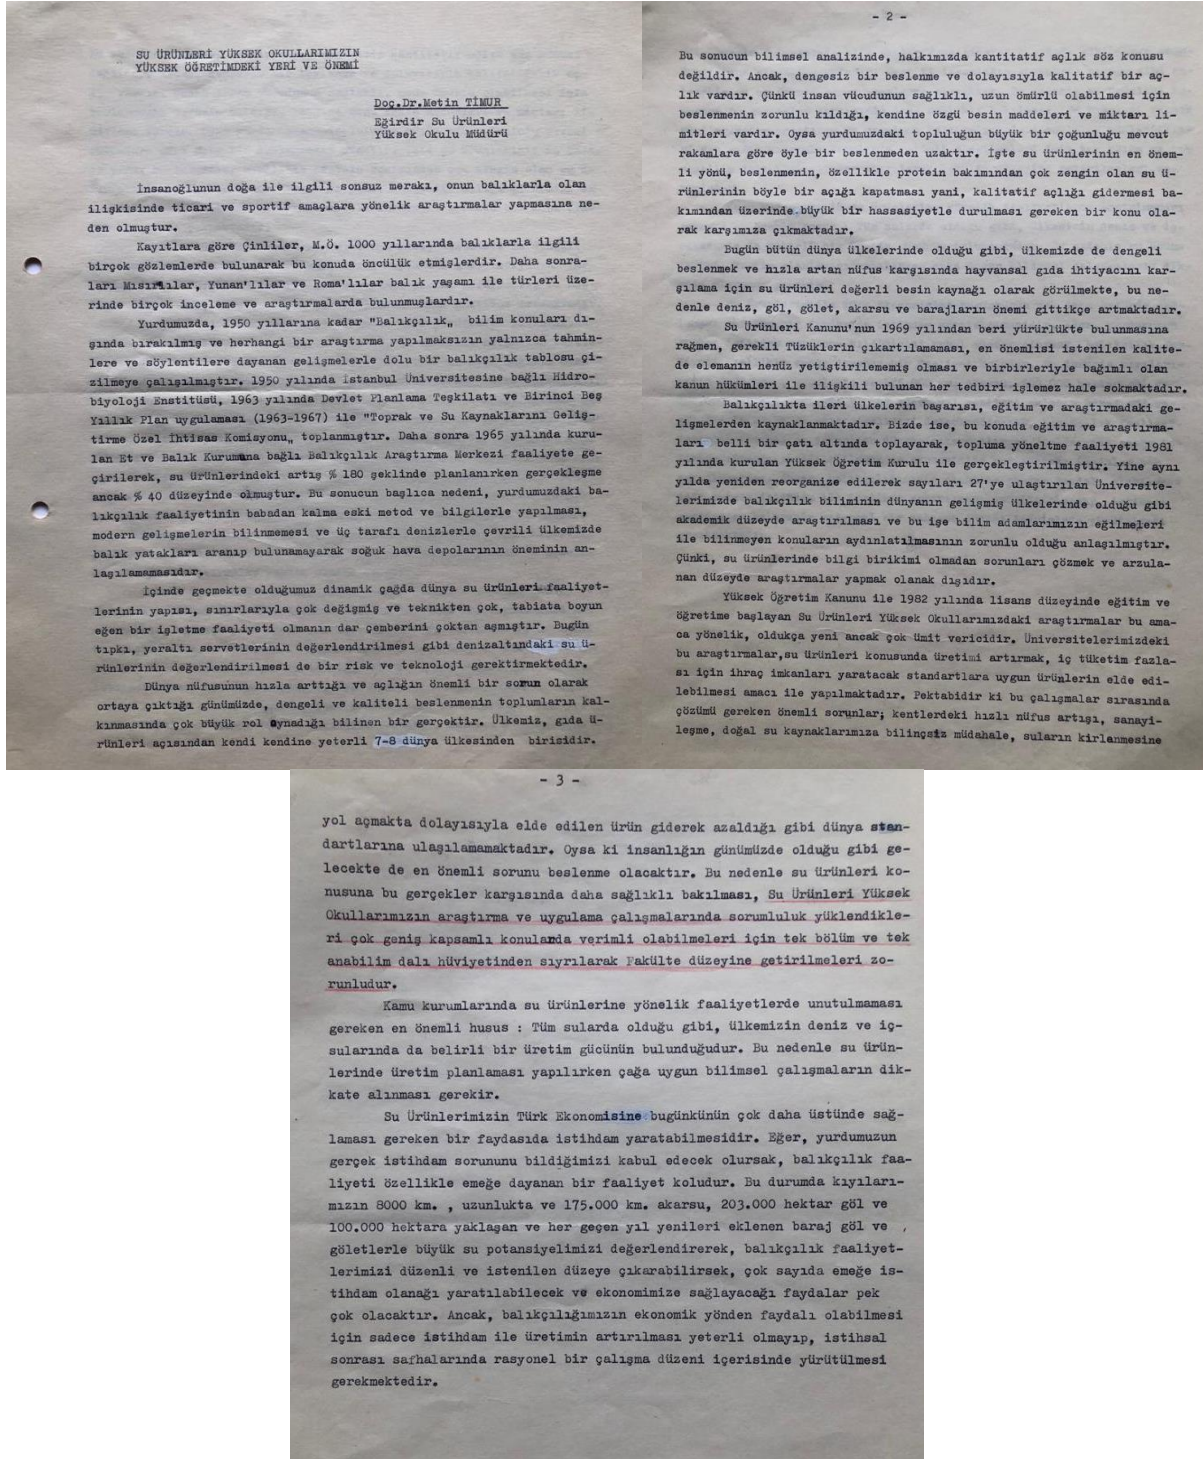 SU ÜRÜNLERİ YÜKSEK OKULLARIMIZIN
YÜKSEK ÖĞRETİMDEKİ YERİ VE ÖNEMİ
Doç.Dr.Metin TİMUR
Eğirdir Su Ürünleri
Yüksek Okulu Müdürü
İnsanoğlunun doğa ile ilgili sonsuz merakı, onun balıklarla olan
ilişkisinde ticari ve sportif amaçlara yönelik araştırmalar yapmasına ne-
den olmuştur.
Kayıtlara göre Çinliler, M.Ö. 1000 yıllarında balıklarla ilgili
birçok gözlemlerde bulunarak bu konuda öncülük etmişlerdir. Daha sonra-
ları Mısırlılar, Yunan'lılar ve Roma'lılar balık yaşamı ile türleri üze-
rinde birçok inceleme ve araştırmalarda bulunmuşlardır.
Yurdumuzda, 1950 yıllarına kadar "Balıkçılık„ bilim konuları dı-
şında bırakılmış ve herhangi bir araştırma yapılmaksızın yalnızca tahmin-
lere ve söylentilere dayanan gelişmelerle dolu bir balıkçılık tablosu çi-
zilmeye çalışılmıştır. 1950 yılında İstanbul Üniversitesine bağlı Hidro-
biyoloji Enstitüsü, 1963 yılında Devlet Planlama Teşkilatı ve Birinci Beş
Yıllık Plan uygulaması (1963-1967) ile "Toprak ve Su Kaynaklarını Geliş-
tirme Özel İhtisas Komisyonu„ toplanmıştır. Daha sonra 1965 yılında kuru-
lan Et ve Balık Kurumuna bağlı Balıkçılık Araştırma Merkezi faaliyete ge-
çirilerek, su ürünlerindeki artış % 180 şeklinde planlanırken gerçekleşme
ancak % 40 düzeyinde olmuştur. Bu sonucun başlıca nedeni, yurdumuzdaki ba-
lıkçılık faaliyetinin babadan kalma eski metod ve bilgilerle yapılması,
modern gelişmelerin bilinmemesi ve üç tarafı denizlerle çevrili ülkemizde
balık yatakları aranıp bulunamayarak soğuk hava depolarının öneminin an-
laşılamamasıdır.
İçinde geçmekte olduğumuz dinamik çağda dünya su ürünleri faaliyet-
lerinin yapısı, sınırlarıyla çok değişmiş ve teknikten çok, tabiata boyun
eğen bir işletme faaliyeti olmanın dar çemberini çoktan aşmıştır. Bugün
tıpkı, yeraltı servetlerinin değerlendirilmesi gibi denizaltındaki su ü-
rünlerinin değerlendirilmesi de bir risk ve teknoloji gerektirmektedir.
Dünya nüfusunun hızla arttığı ve açlığın önemli bir sorun olarak
ortaya çıktığı günümüzde, dengeli ve kaliteli beslenmenin toplumların kal-
kınmasında çok büyük rol oynadığı bilinen bir gerçektir. Ülkemiz, gıda ü-
rünleri açısından kendi kendine yeterli 7-8 dünya ülkesinden birisidir.
- 2 -
Bu sonucun bilimsel analizinde, halkımızda kantitatif açlık söz konusu
değildir. Ancak, dengesiz bir beslenme ve dolayısıyla kalitatif bir aç-
lık vardır. Çünkü insan vücudunun sağlıklı, uzun ömürlü olabilmesi için
beslenmenin zorunlu kıldığı, kendine özgü besin maddeleri ve miktarı li-
mitleri vardır. Oysa yurdumuzdaki topluluğun büyük bir çoğunluğu mevcut
rakamlara göre öyle bir beslenmeden uzaktır. İşte su ürünlerinin en önem-
li yönü, beslenmenin, özellikle protein bakımından çok zengin olan su ü-
rünlerinin böyle bir açığı kapatması yani, kalitatif açlığı gidermesi ba-
kımından üzerinde büyük bir hassasiyetle durulması gereken bir konu ola-
rak karşımıza çıkmaktadır.
Bugün bütün dünya ülkelerinde olduğu gibi, ülkemizde de dengeli
beslenmek ve hızla artan nüfus karşısında hayvansal gıda ihtiyacını kar-
şılama için su ürünleri değerli besin kaynağı olarak görülmekte, bu ne-
denle deniz, göl, gölet, akarsu ve barajların önemi gittikçe artmaktadır.
Su Ürünleri Kanunu'nun 1969 yılından beri yürürlükte bulunmasına
rağmen, gerekli Tüzüklerin çıkartılamaması, en önemlisi istenilen kalite-
de elemanın henüz yetiştirilememiş olması ve birbirleriyle bağımlı olan
kanun hükümleri ile ilişkili bulunan her tedbiri işlemez hale sokmaktadır.
Balıkçılıkta ileri ülkelerin başarısı, eğitim ve araştırmadaki ge-
lişmelerden kaynaklanmaktadır. Bizde ise, bu konuda eğitim ve araştırma-
ları belli bir çatı altında toplayarak, topluma yöneltme faaliyeti 1981
yılında kurulan Yüksek Öğretim Kurulu ile gerçekleştirilmiştir. Yine aynı
yılda yeniden reorganize edilerek sayıları 27'ye ulaştırılan Üniversite-
lerimizde balıkçılık biliminin dünyanın gelişmiş ülkelerinde olduğu gibi
akademik düzeyde araştırılması ve bu işe bilim adamlarımızın eğilmeleri
ile bilinmeyen konuların aydınlatılmasının zorunlu olduğu anlaşılmıştır.
Çünki, su ürünlerinde bilgi birikimi olmadan sorunları çözmek ve arzula-
nan düzeyde araştırmalar yapmak olanak dışıdır.
Yüksek Öğretim Kanunu ile 1982 yılında lisans düzeyinde eğitim ve
öğretime başlayan Su Ürünleri Yüksek Okullarımızdaki araştırmalar bu ama-
ca yönelik, oldukça yeni ancak çok ümit vericidir. Üniversitelerimizdeki
bu araştırmalar,su ürünleri konusunda üretimi artırmak, iç tüketim fazla-
sı için ihraç imkanları yaratacak standartlara uygun ürünlerin elde edi-
lebilmesi amacı ile yapılmaktadır. Pektabidir ki bu çalışmalar sırasında
çözümü gereken önemli sorunlar; kentlerdeki hızlı nüfus artışı, sanayi-
leşme, doğal su kaynaklarımıza bilinçsiz müdahale, suların kirlanmesine
- 3 -
yol açmakta dolayısıyla elde edilen ürün giderek azaldığı gibi dünya stan-
dartlarına ulaşılamamaktadır. Oysa ki insanlığın günümüzde olduğu gibi ge-
lecekte de en önemli sorunu beslenme olacaktır. Bu nedenle su ürünleri ko-
nusuna bu gerçekler karşısında daha sağlıklı bakılması, Su Ürünleri Yüksek
Okullarımızın araştırma ve uygulama çalışmalarında sorumluluk yüklendikle-
ri çok geniş kapsamlı konularda verimli olabilmeleri için tek bölüm ve tek
anabilim dalı hüviyetinden sıyrılarak Fakülte düzeyine getirilmeleri zo-
runludur.
Kamu kurumlarında su ürünlerine yönelik faaliyetlerde unutulmaması
gereken en önemli husus : Tüm sularda olduğu gibi, ülkemizin deniz ve iç-
sularında da belirli bir üretim gücünün bulunduğudur. Bu nedenle su ürün-
lerinde üretim planlaması yapılırken çağa uygun bilimsel çalışmaların dik-
kate alınması gerekir.
Su Ürünlerimizin Türk Ekonomisine bugünkünün çok daha üstünde sağ-
laması gereken bir faydasıda istihdam yaratabilmesidir. Eğer, yurdumuzun
gerçek istihdam sorununu bildiğimizi kabul edecek olursak, balıkçılık faa-
liyeti özellikle emeğe dayanan bir faaliyet koludur. Bu durumda kıyıları-
mızın 8000 km. , uzunlukta ve 175.000 km. akarsu, 203.000 hektar göl ve
100.000 hektara yaklaşan ve her geçen yıl yenileri eklenen baraj göl ve
göletlerle büyük su potansiyelimizi değerlendirerek, balıkçılık faaliyet-
lerimizi düzenli ve istenilen düzeye çıkarabilirsek, çok sayıda emeğe is-
tihdam olanağı yaratılabilecek ve ekonomimize sağlayacağı faydalar pek
çok olacaktır. Ancak, balıkçılığımızın ekonomik yönden faydalı olabilmesi
için sadece istihdam ile üretimin artırılması yeterli olmayıp, istihsal
sonrası safhalarında rasyonel bir çalışma düzeni içerisinde yürütülmesi
gerekmektedir.